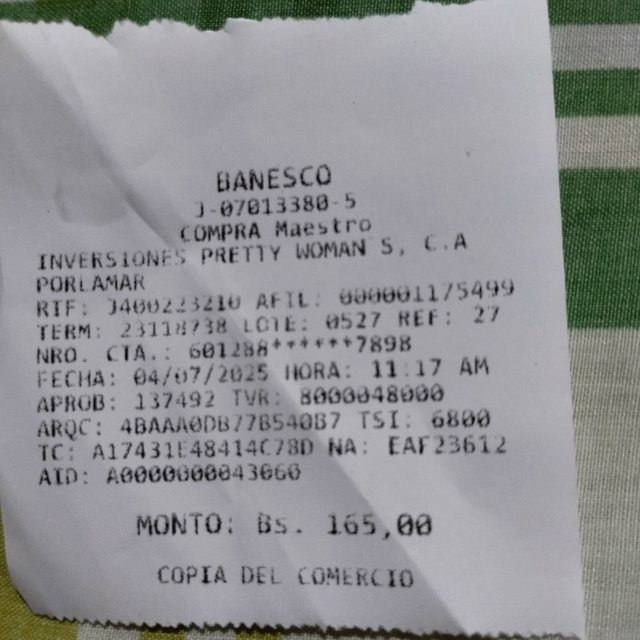 BANESCO
J-07013380-5
COMPRA Maestro
INVERSIONES PRETTY WOMAN S, C.A
PORLAMAR
RIF: J400223210 AFIL: 000001175499
TERM: 23118738 LOTE: 0527 REF: 27
NRO. CTA.: 601288******7898
FECHA: 04/07/2025 HORA: 11:17 AM
APROB: 137492 TVR: 8000048000
ARQC: 4BAAA0DB77B540B7 TSI: 6800
TC: A17431E48414C78D NA: EAF23612
AID: A0000000043060
MONTO: Bs. 165,00
COPIA DEL COMERCIO